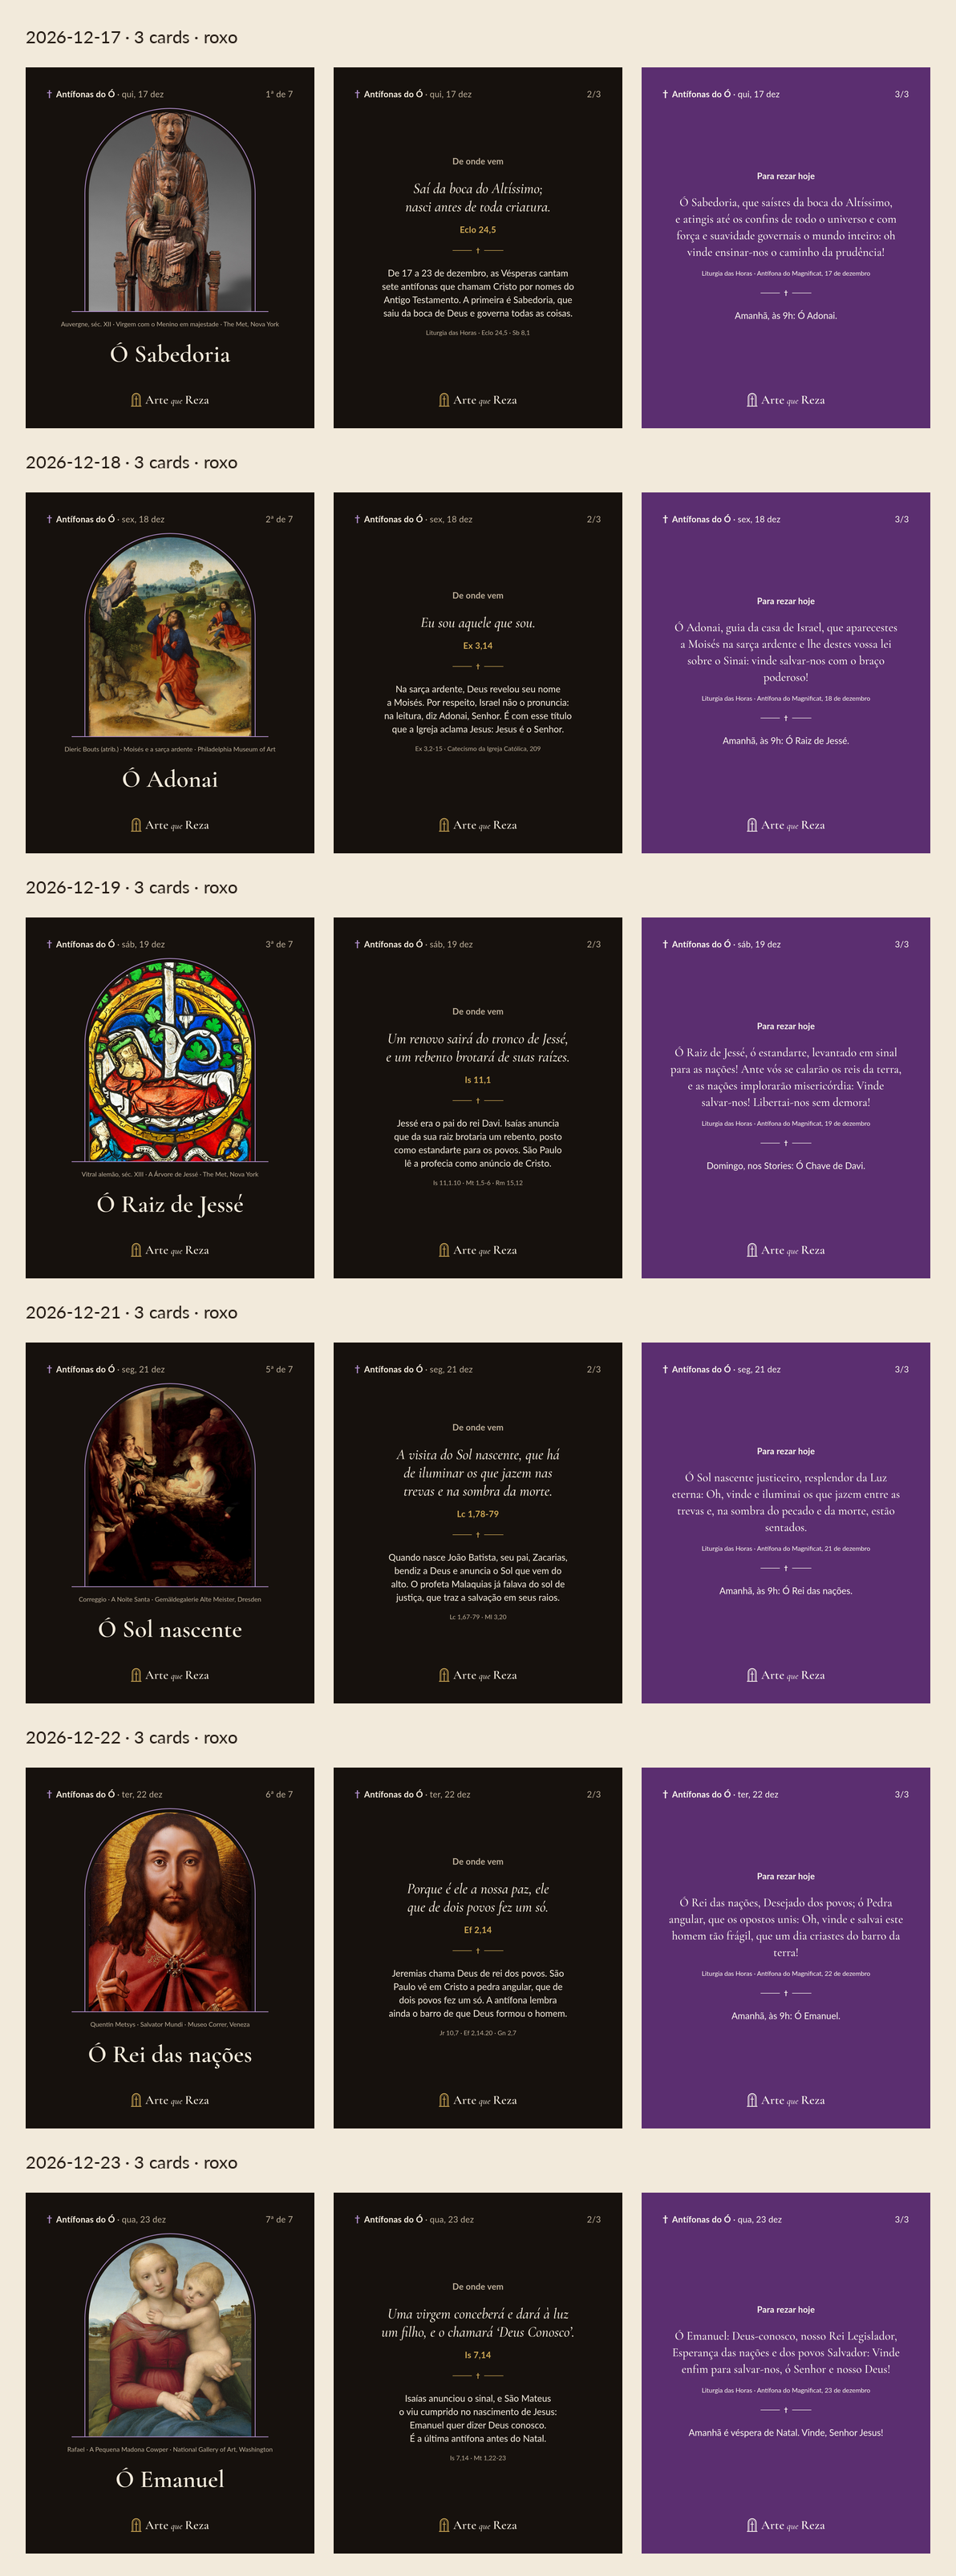 2026-12-17 · 3 cards · roxo
† Antífonas do Ó · qui, 17 dez
1ª de 7
Auvergne, séc. XII · Virgem com o Menino em majestade · The Met, Nova York
Ó Sabedoria
Arte que Reza
† Antífonas do Ó · qui, 17 dez
2/3
De onde vem
Saí da boca do Altíssimo;
nasci antes de toda criatura.
Eclo 24,5
De 17 a 23 de dezembro, as Vésperas cantam
sete antífonas que chamam Cristo por nomes do
Antigo Testamento. A primeira é Sabedoria, que
saiu da boca de Deus e governa todas as coisas.
Liturgia das Horas · Eclo 24,5 · Sb 8,1
Arte que Reza
† Antífonas do Ó · qui, 17 dez
3/3
Para rezar hoje
Ó Sabedoria, que saístes da boca do Altíssimo,
e atingis até os confins de todo o universo e com
força e suavidade governais o mundo inteiro: oh
vinde ensinar-nos o caminho da prudência!
Liturgia das Horas · Antífona do Magnificat, 17 de dezembro
Amanhã, às 9h: Ó Adonai.
Arte que Reza
2026-12-18 · 3 cards · roxo
† Antífonas do Ó · sex, 18 dez
2ª de 7
Dieric Bouts (atrib.) · Moisés e a sarça ardente · Philadelphia Museum of Art
Ó Adonai
Arte que Reza
† Antífonas do Ó · sex, 18 dez
2/3
De onde vem
Eu sou aquele que sou.
Ex 3,14
Na sarça ardente, Deus revelou seu nome
a Moisés. Por respeito, Israel não o pronuncia:
na leitura, diz Adonai, Senhor. É com esse título
que a Igreja aclama Jesus: Jesus é o Senhor.
Ex 3,2-15 · Catecismo da Igreja Católica, 209
Arte que Reza
† Antífonas do Ó · sex, 18 dez
3/3
Para rezar hoje
Ó Adonai, guia da casa de Israel, que aparecestes
a Moisés na sarça ardente e lhe destes vossa lei
sobre o Sinai: vinde salvar-nos com o braço
poderoso!
Liturgia das Horas · Antífona do Magnificat, 18 de dezembro
Amanhã, às 9h: Ó Raiz de Jessé.
Arte que Reza
2026-12-19 · 3 cards · roxo
† Antífonas do Ó · sáb, 19 dez
3ª de 7
Vitral alemão, séc. XIII · A Árvore de Jessé · The Met, Nova York
Ó Raiz de Jessé
Arte que Reza
† Antífonas do Ó · sáb, 19 dez
2/3
De onde vem
Um renovo sairá do tronco de Jessé,
e um rebento brotará de suas raízes.
Is 11,1
Jessé era o pai do rei Davi. Isaías anuncia
que da sua raiz brotaria um rebento, posto
como estandarte para os povos. São Paulo
lê a profecia como anúncio de Cristo.
Is 11,1.10 · Mt 1,5-6 · Rm 15,12
Arte que Reza
† Antífonas do Ó · sáb, 19 dez
3/3
Para rezar hoje
Ó Raiz de Jessé, ó estandarte, levantado em sinal
para as nações! Ante vós se calarão os reis da terra,
e as nações implorarão misericórdia: Vinde
salvar-nos! Libertai-nos sem demora!
Liturgia das Horas · Antífona do Magnificat, 19 de dezembro
Domingo, nos Stories: Ó Chave de Davi.
Arte que Reza
2026-12-21 · 3 cards · roxo
† Antífonas do Ó · seg, 21 dez
5ª de 7
Correggio · A Noite Santa · Gemäldegalerie Alte Meister, Dresden
Ó Sol nascente
Arte que Reza
† Antífonas do Ó · seg, 21 dez
2/3
De onde vem
A visita do Sol nascente, que há
de iluminar os que jazem nas
trevas e na sombra da morte.
Lc 1,78-79
Quando nasce João Batista, seu pai, Zacarias,
bendiz a Deus e anuncia o Sol que vem do
alto. O profeta Malaquias já falava do sol de
justiça, que traz a salvação em seus raios.
Lc 1,67-79 · Ml 3,20
Arte que Reza
† Antífonas do Ó · seg, 21 dez
3/3
Para rezar hoje
Ó Sol nascente justiceiro, resplendor da Luz
eterna: Oh, vinde e iluminai os que jazem entre as
trevas e, na sombra do pecado e da morte, estão
sentados.
Liturgia das Horas · Antífona do Magnificat, 21 de dezembro
Amanhã, às 9h: Ó Rei das nações.
Arte que Reza
2026-12-22 · 3 cards · roxo
† Antífonas do Ó · ter, 22 dez
6ª de 7
Quentin Metsys · Salvator Mundi · Museo Correr, Veneza
Ó Rei das nações
Arte que Reza
† Antífonas do Ó · ter, 22 dez
2/3
De onde vem
Porque é ele a nossa paz, ele
que de dois povos fez um só.
Ef 2,14
Jeremias chama Deus de rei dos povos. São
Paulo vê em Cristo a pedra angular, que de
dois povos fez um só. A antífona lembra
ainda o barro de que Deus formou o homem.
Jr 10,7 · Ef 2,14.20 · Gn 2,7
Arte que Reza
† Antífonas do Ó · ter, 22 dez
3/3
Para rezar hoje
Ó Rei das nações, Desejado dos povos; ó Pedra
angular, que os opostos unis: Oh, vinde e salvai este
homem tão frágil, que um dia criastes do barro da
terra!
Liturgia das Horas · Antífona do Magnificat, 22 de dezembro
Amanhã, às 9h: Ó Emanuel.
Arte que Reza
2026-12-23 · 3 cards · roxo
† Antífonas do Ó · qua, 23 dez
7ª de 7
Rafael · A Pequena Madona Cowper · National Gallery of Art, Washington
Ó Emanuel
Arte que Reza
† Antífonas do Ó · qua, 23 dez
2/3
De onde vem
Uma virgem conceberá e dará à luz
um filho, e o chamará ‘Deus Conosco’.
Is 7,14
Isaías anunciou o sinal, e São Mateus
o viu cumprido no nascimento de Jesus:
Emanuel quer dizer Deus conosco.
É a última antífona antes do Natal.
Is 7,14 · Mt 1,22-23
Arte que Reza
† Antífonas do Ó · qua, 23 dez
3/3
Para rezar hoje
Ó Emanuel: Deus-conosco, nosso Rei Legislador,
Esperança das nações e dos povos Salvador: Vinde
enfim para salvar-nos, ó Senhor e nosso Deus!
Liturgia das Horas · Antífona do Magnificat, 23 de dezembro
Amanhã é véspera de Natal. Vinde, Senhor Jesus!
Arte que Reza